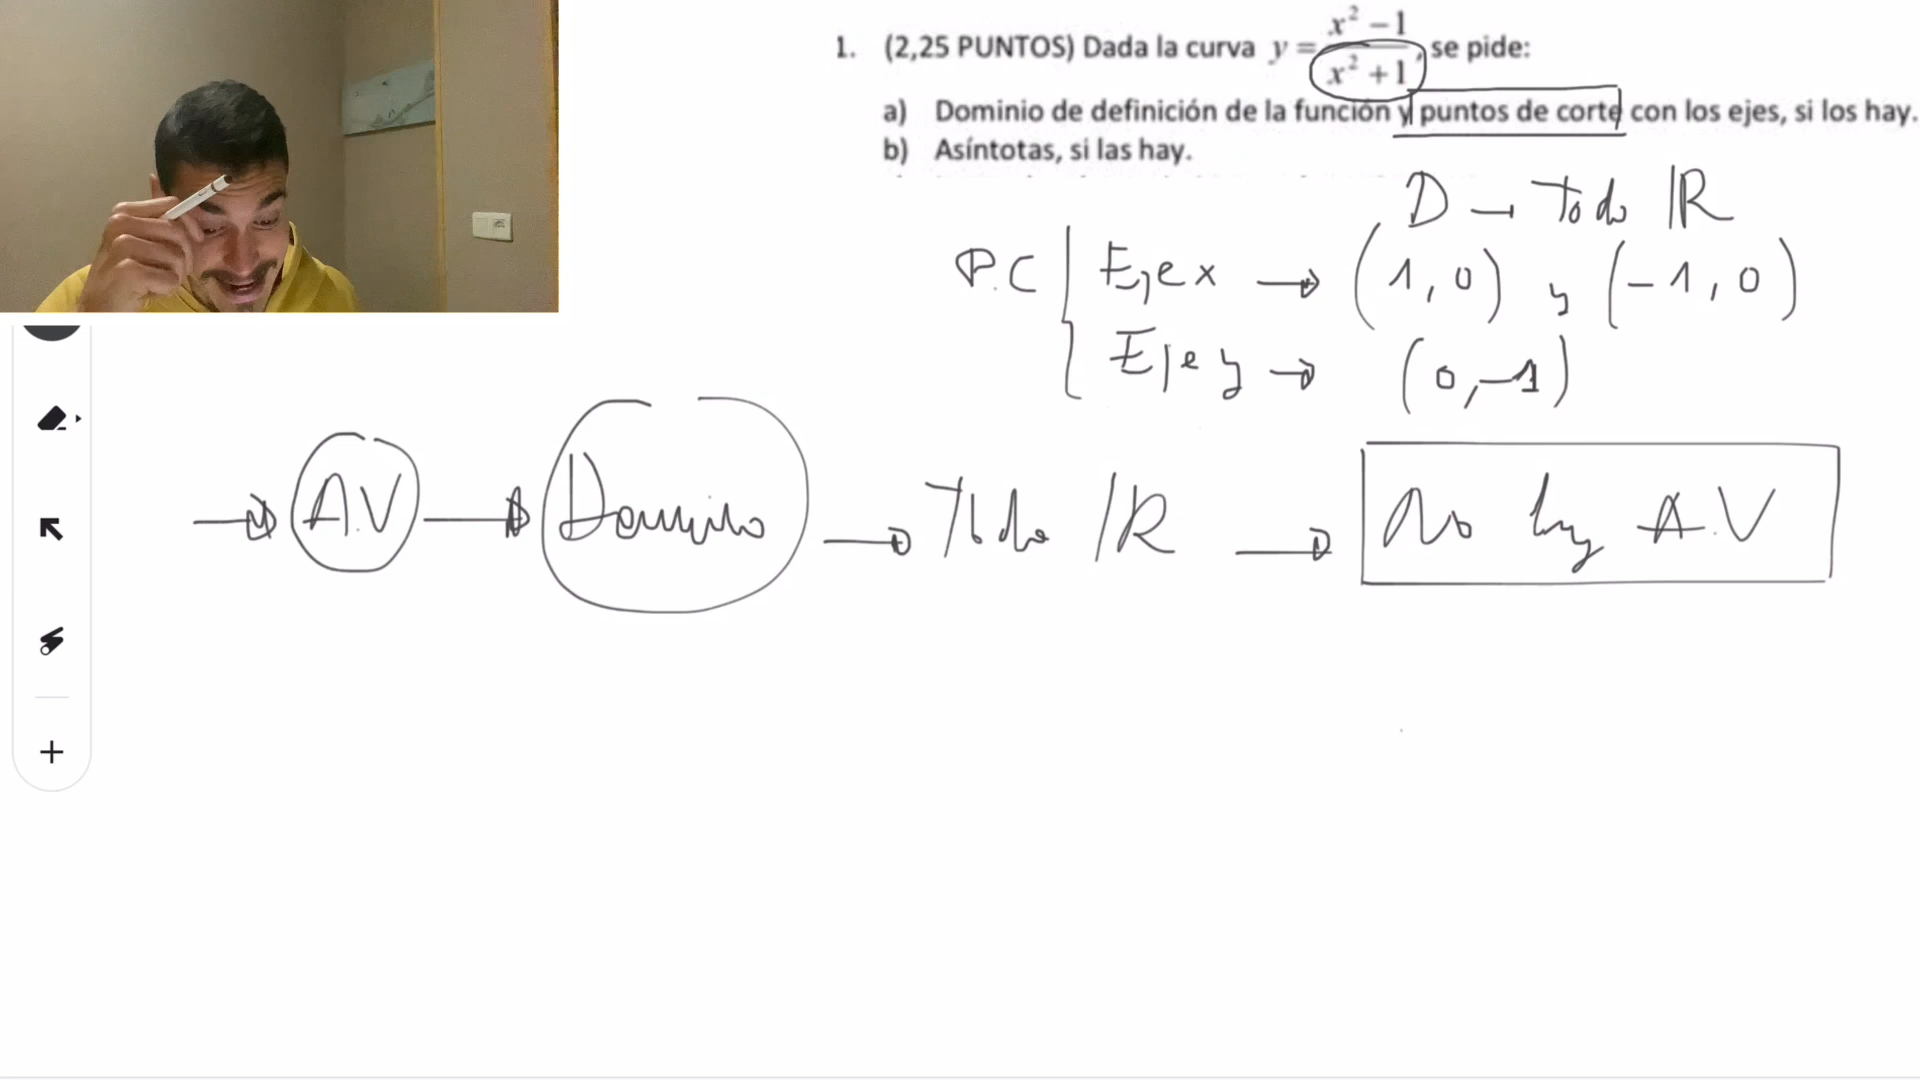 1. (2,25 PUNTOS) Dada la curva y = x² − 1 / x² + 1, se pide:
a) Dominio de definición de la función y puntos de corte con los ejes, si los hay.
b) Asíntotas, si las hay.
D → Todo ℝ
P.C { Eje x → (1, 0) y (−1, 0)
Eje y → (0, −1)
→ A.V → Dominio → Todo ℝ → No hay A.V